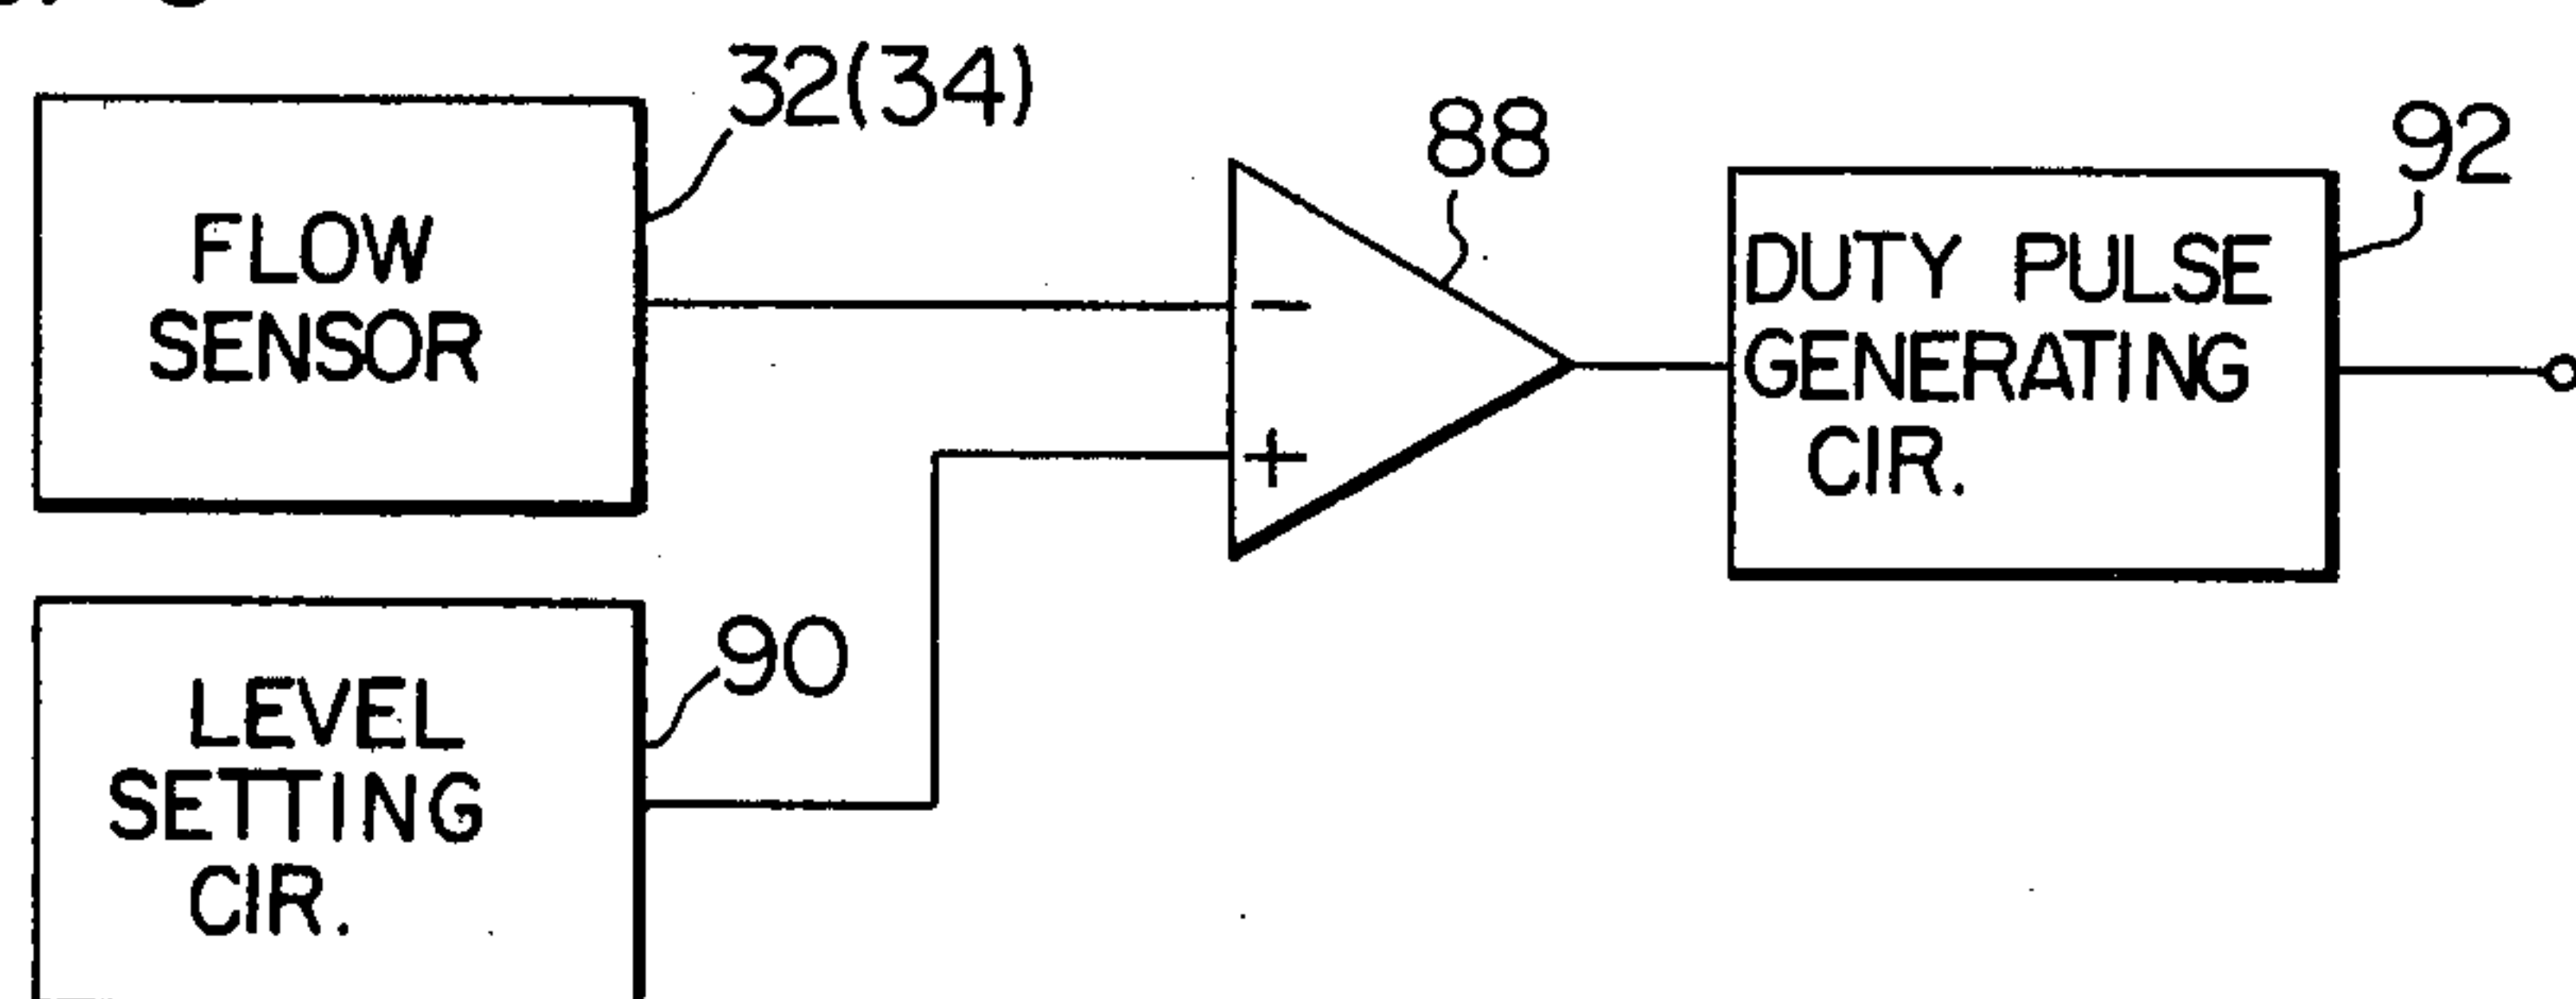 32(34)
FLOW
SENSOR
88
92
DUTY PULSE
GENERATING
CIR.
-
+
90
LEVEL
SETTING
CIR.